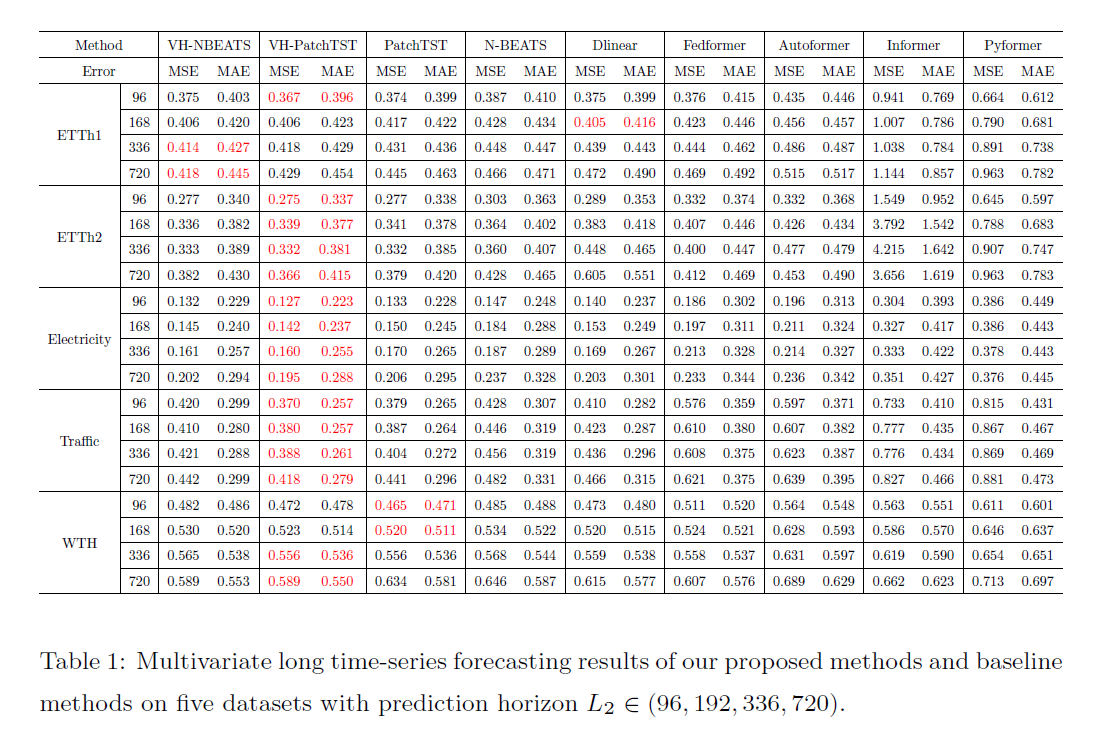 Method VH-NBEATS VH-PatchTST PatchTST N-BEATS Dlinear Fedformer Autoformer Informer Pyformer
Error MSE MAE MSE MAE MSE MAE MSE MAE MSE MAE MSE MAE MSE MAE MSE MAE MSE MAE
ETTh1
96 0.375 0.403 0.367 0.396 0.374 0.399 0.387 0.410 0.375 0.399 0.376 0.415 0.435 0.446 0.941 0.769 0.664 0.612
168 0.406 0.420 0.406 0.423 0.417 0.422 0.428 0.434 0.405 0.416 0.423 0.446 0.456 0.457 1.007 0.786 0.790 0.681
336 0.414 0.427 0.418 0.429 0.431 0.436 0.448 0.447 0.439 0.443 0.444 0.462 0.486 0.487 1.038 0.784 0.891 0.738
720 0.418 0.445 0.429 0.454 0.445 0.463 0.466 0.471 0.472 0.490 0.469 0.492 0.515 0.517 1.144 0.857 0.963 0.782
ETTh2
96 0.277 0.340 0.275 0.337 0.277 0.338 0.303 0.363 0.289 0.353 0.332 0.374 0.332 0.368 1.549 0.952 0.645 0.597
168 0.336 0.382 0.339 0.377 0.341 0.378 0.364 0.402 0.383 0.418 0.407 0.446 0.426 0.434 3.792 1.542 0.788 0.683
336 0.333 0.389 0.332 0.381 0.332 0.385 0.360 0.407 0.448 0.465 0.400 0.447 0.477 0.479 4.215 1.642 0.907 0.747
720 0.382 0.430 0.366 0.415 0.379 0.420 0.428 0.465 0.605 0.551 0.412 0.469 0.453 0.490 3.656 1.619 0.963 0.783
Electricity
96 0.132 0.229 0.127 0.223 0.133 0.228 0.147 0.248 0.140 0.237 0.186 0.302 0.196 0.313 0.304 0.393 0.386 0.449
168 0.145 0.240 0.142 0.237 0.150 0.245 0.184 0.288 0.153 0.249 0.197 0.311 0.211 0.324 0.327 0.417 0.386 0.443
336 0.161 0.257 0.160 0.255 0.170 0.265 0.187 0.289 0.169 0.267 0.213 0.328 0.214 0.327 0.333 0.422 0.378 0.443
720 0.202 0.294 0.195 0.288 0.206 0.295 0.237 0.328 0.203 0.301 0.233 0.344 0.236 0.342 0.351 0.427 0.376 0.445
Traffic
96 0.420 0.299 0.370 0.257 0.379 0.265 0.428 0.307 0.410 0.282 0.576 0.359 0.597 0.371 0.733 0.410 0.815 0.431
168 0.410 0.280 0.380 0.257 0.387 0.264 0.446 0.319 0.423 0.287 0.610 0.380 0.607 0.382 0.777 0.435 0.867 0.467
336 0.421 0.288 0.388 0.261 0.404 0.272 0.456 0.319 0.436 0.296 0.608 0.375 0.623 0.387 0.776 0.434 0.869 0.469
720 0.442 0.299 0.418 0.279 0.441 0.296 0.482 0.331 0.466 0.315 0.621 0.375 0.639 0.395 0.827 0.466 0.881 0.473
WTH
96 0.482 0.486 0.472 0.478 0.465 0.471 0.485 0.488 0.473 0.480 0.511 0.520 0.564 0.548 0.563 0.551 0.611 0.601
168 0.530 0.520 0.523 0.514 0.520 0.511 0.534 0.522 0.520 0.515 0.524 0.521 0.628 0.593 0.586 0.570 0.646 0.637
336 0.565 0.538 0.556 0.536 0.556 0.536 0.568 0.544 0.559 0.538 0.558 0.537 0.631 0.597 0.619 0.590 0.654 0.651
720 0.589 0.553 0.589 0.550 0.634 0.581 0.646 0.587 0.615 0.577 0.607 0.576 0.689 0.629 0.662 0.623 0.713 0.697
Table 1: Multivariate long time-series forecasting results of our proposed methods and baseline
methods on five datasets with prediction horizon L₂ ∈ (96, 192, 336, 720).